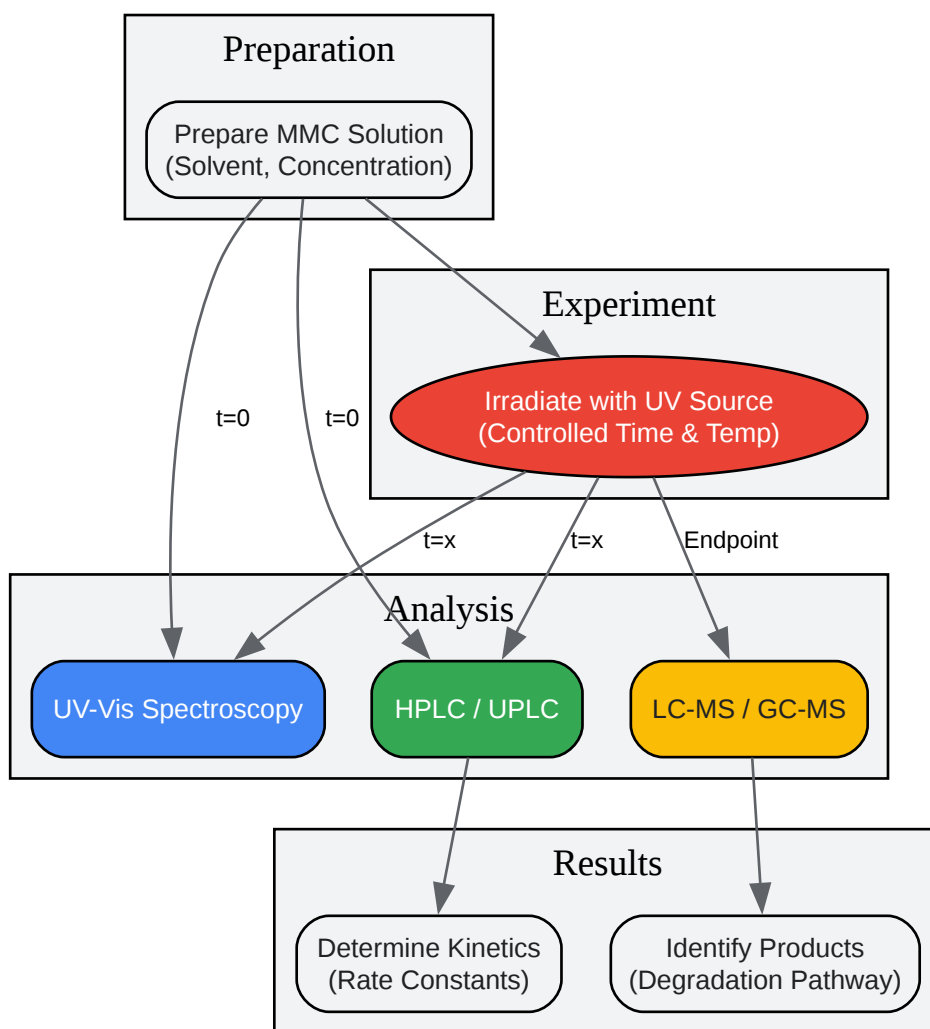 Preparation
Prepare MMC Solution
(Solvent, Concentration)
Experiment
Irradiate with UV Source
(Controlled Time & Temp)
t=0
t=0
t=x
t=x
Endpoint
Analysis
UV-Vis Spectroscopy
HPLC / UPLC
LC-MS / GC-MS
Results
Determine Kinetics
(Rate Constants)
Identify Products
(Degradation Pathway)